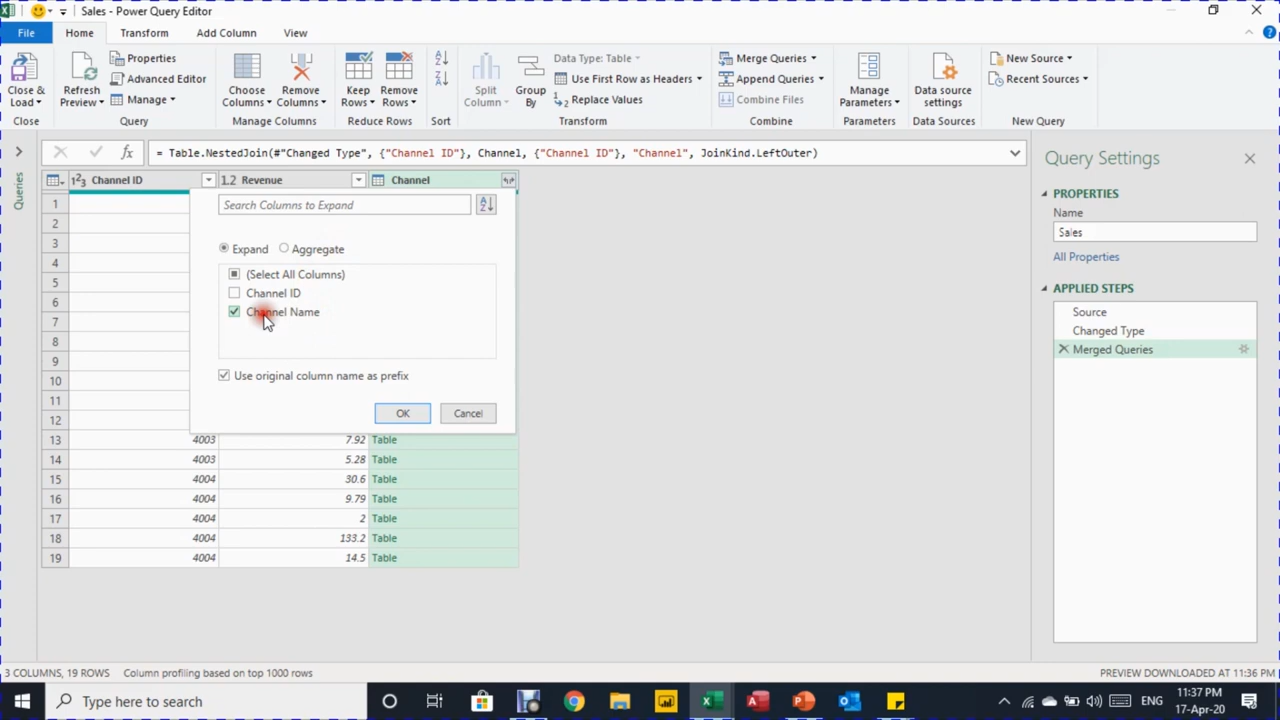 Sales - Power Query Editor
File Home Transform Add Column View
Close & Load
Refresh Preview
Properties
Advanced Editor
Manage
Choose Columns
Remove Columns
Keep Rows
Remove Rows
Split Column
Group By
Data Type: Table
Use First Row as Headers
Replace Values
Merge Queries
Append Queries
Combine Files
Manage Parameters
Data source settings
New Source
Recent Sources
Close Query Manage Columns Reduce Rows Sort Transform Combine Parameters Data Sources New Query
Queries
fx = Table.NestedJoin(#"Changed Type", {"Channel ID"}, Channel, {"Channel ID"}, "Channel", JoinKind.LeftOuter)
1 2 3 Channel ID 1.2 Revenue Channel
1
2
3
4
5
6
7
8
9
10
11
12
Search Columns to Expand
Expand Aggregate
(Select All Columns)
Channel ID
Channel Name
Use original column name as prefix
OK Cancel
13 4003 7.92 Table
14 4003 5.28 Table
15 4004 30.6 Table
16 4004 9.79 Table
17 4004 2 Table
18 4004 133.2 Table
19 4004 14.5 Table
Query Settings
PROPERTIES
Name
Sales
All Properties
APPLIED STEPS
Source
Changed Type
Merged Queries
3 COLUMNS, 19 ROWS Column profiling based on top 1000 rows
PREVIEW DOWNLOADED AT 11:36 PM
Type here to search
ENG
11:37 PM
17-Apr-20